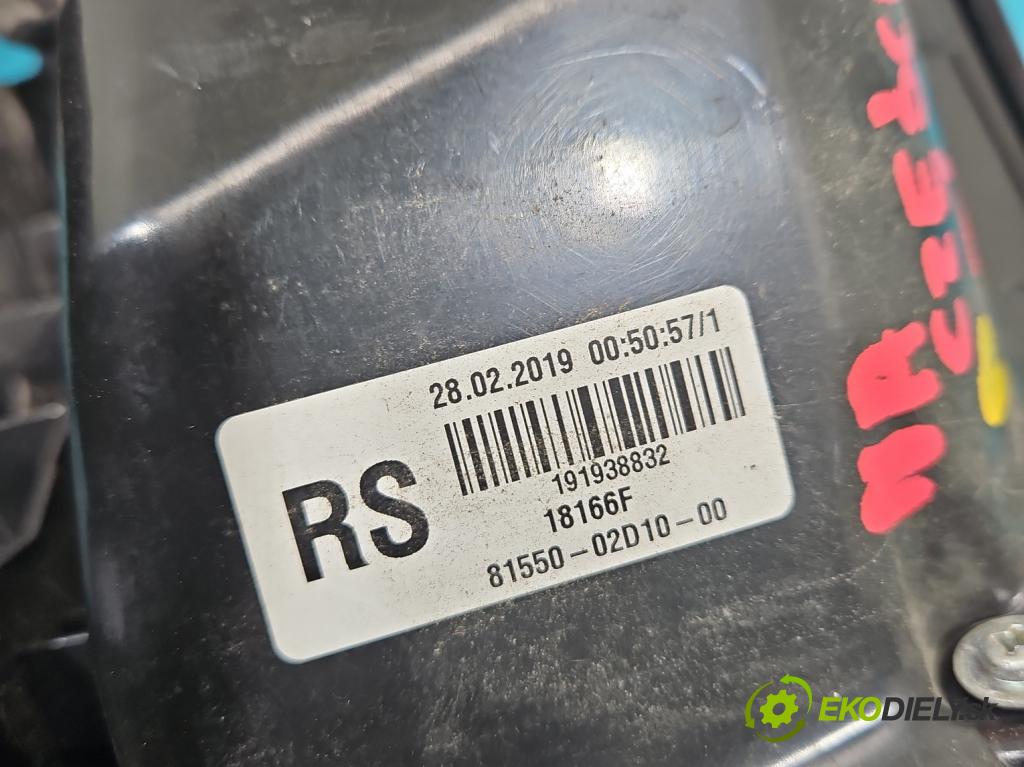 28.02.2019 00:50:57/1
191938832
RS
18166F
81550-02D10-00
EKODIELY.sk